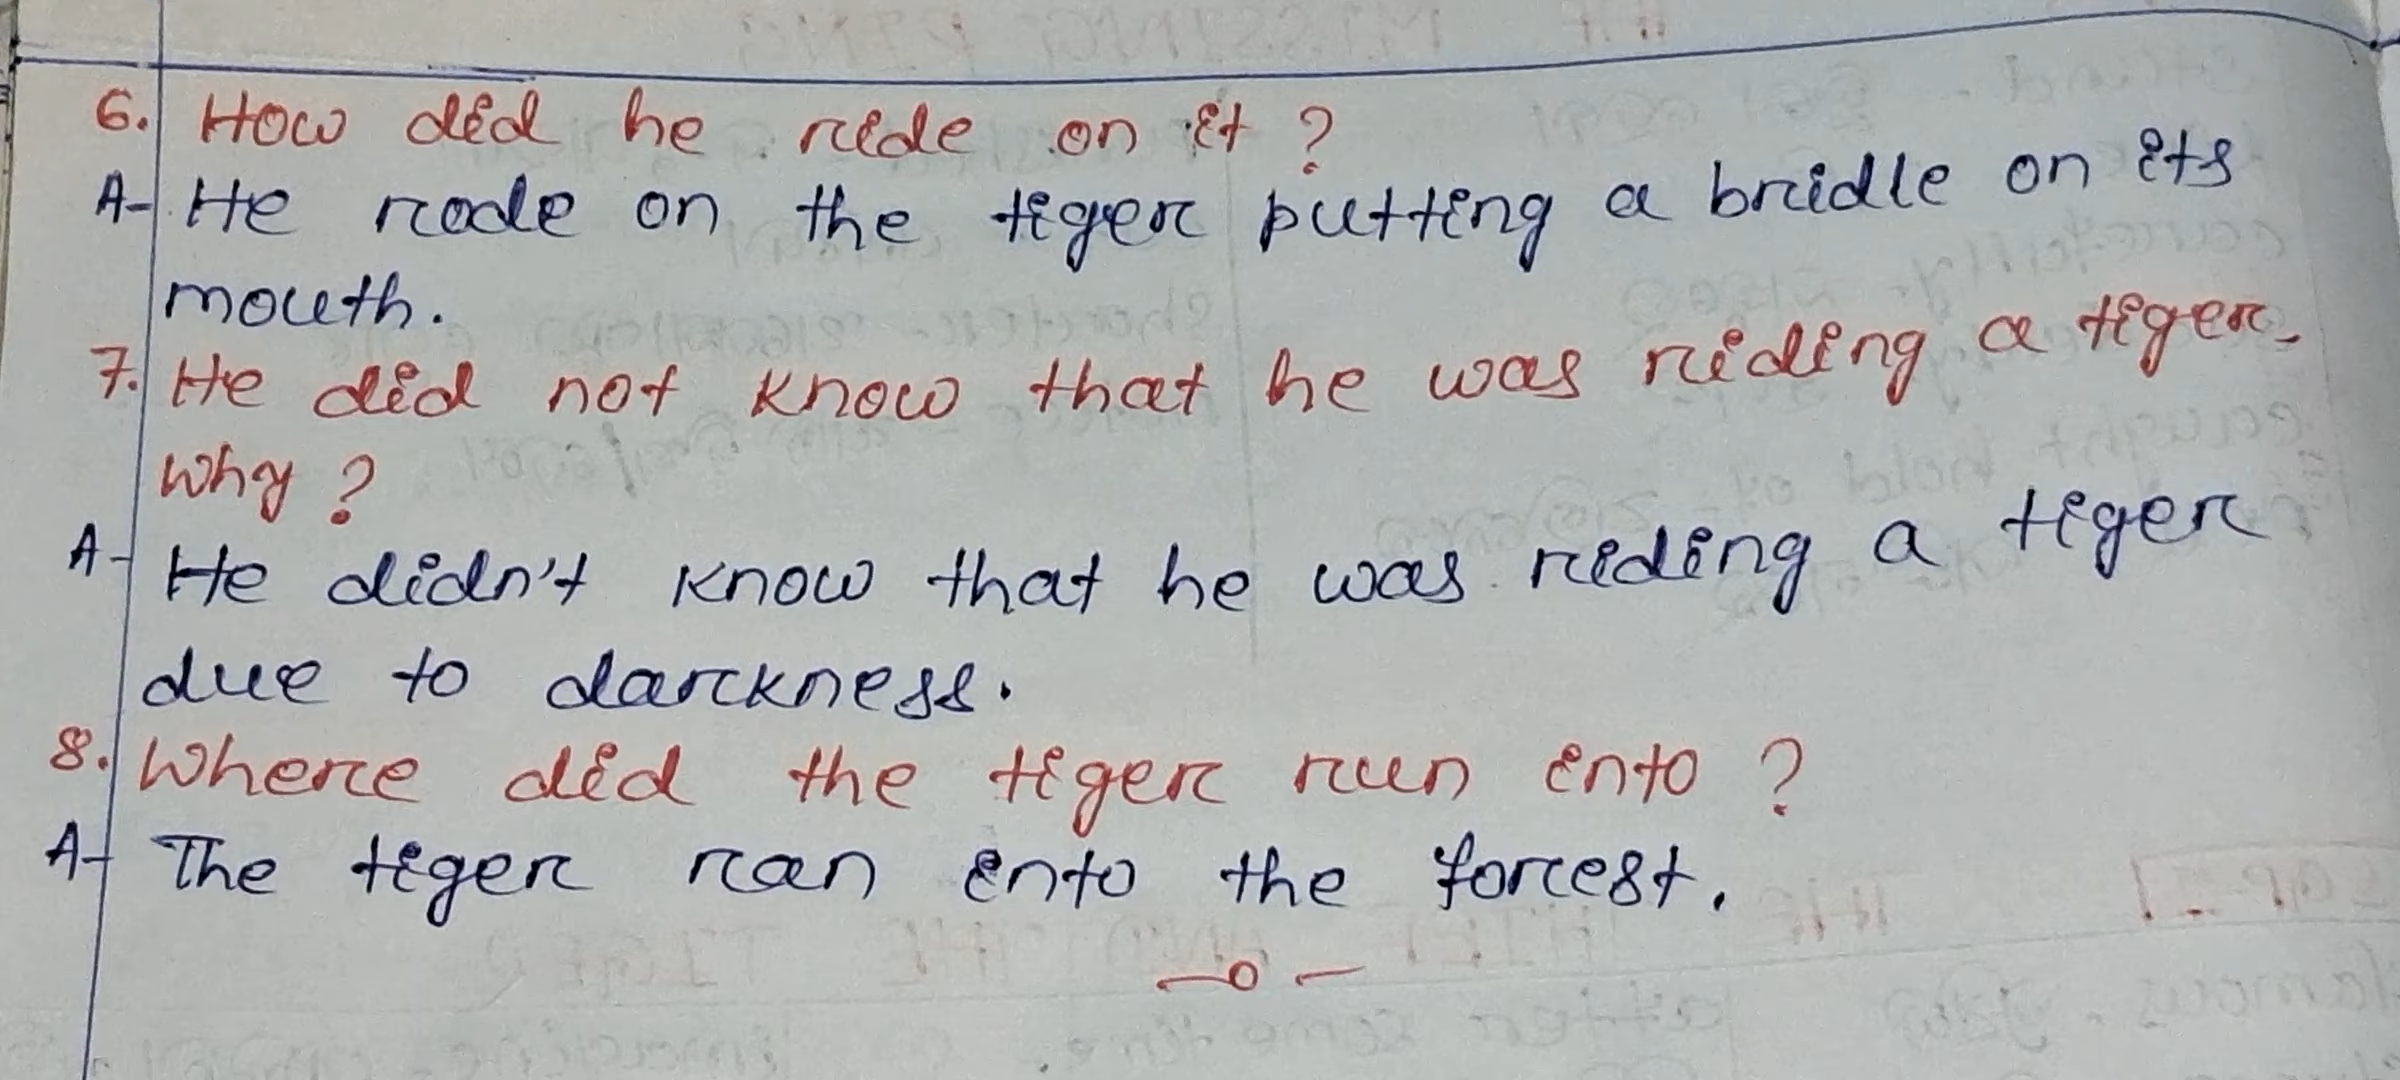 6. How did he ride on it ?
A- He rode on the tiger putting a bridle on its
mouth.
7. He did not know that he was riding a tiger.
Why ?
A- He didn't know that he was riding a tiger
due to darkness.
8. Where did the tiger run into ?
A- The tiger ran into the forest.
—o—